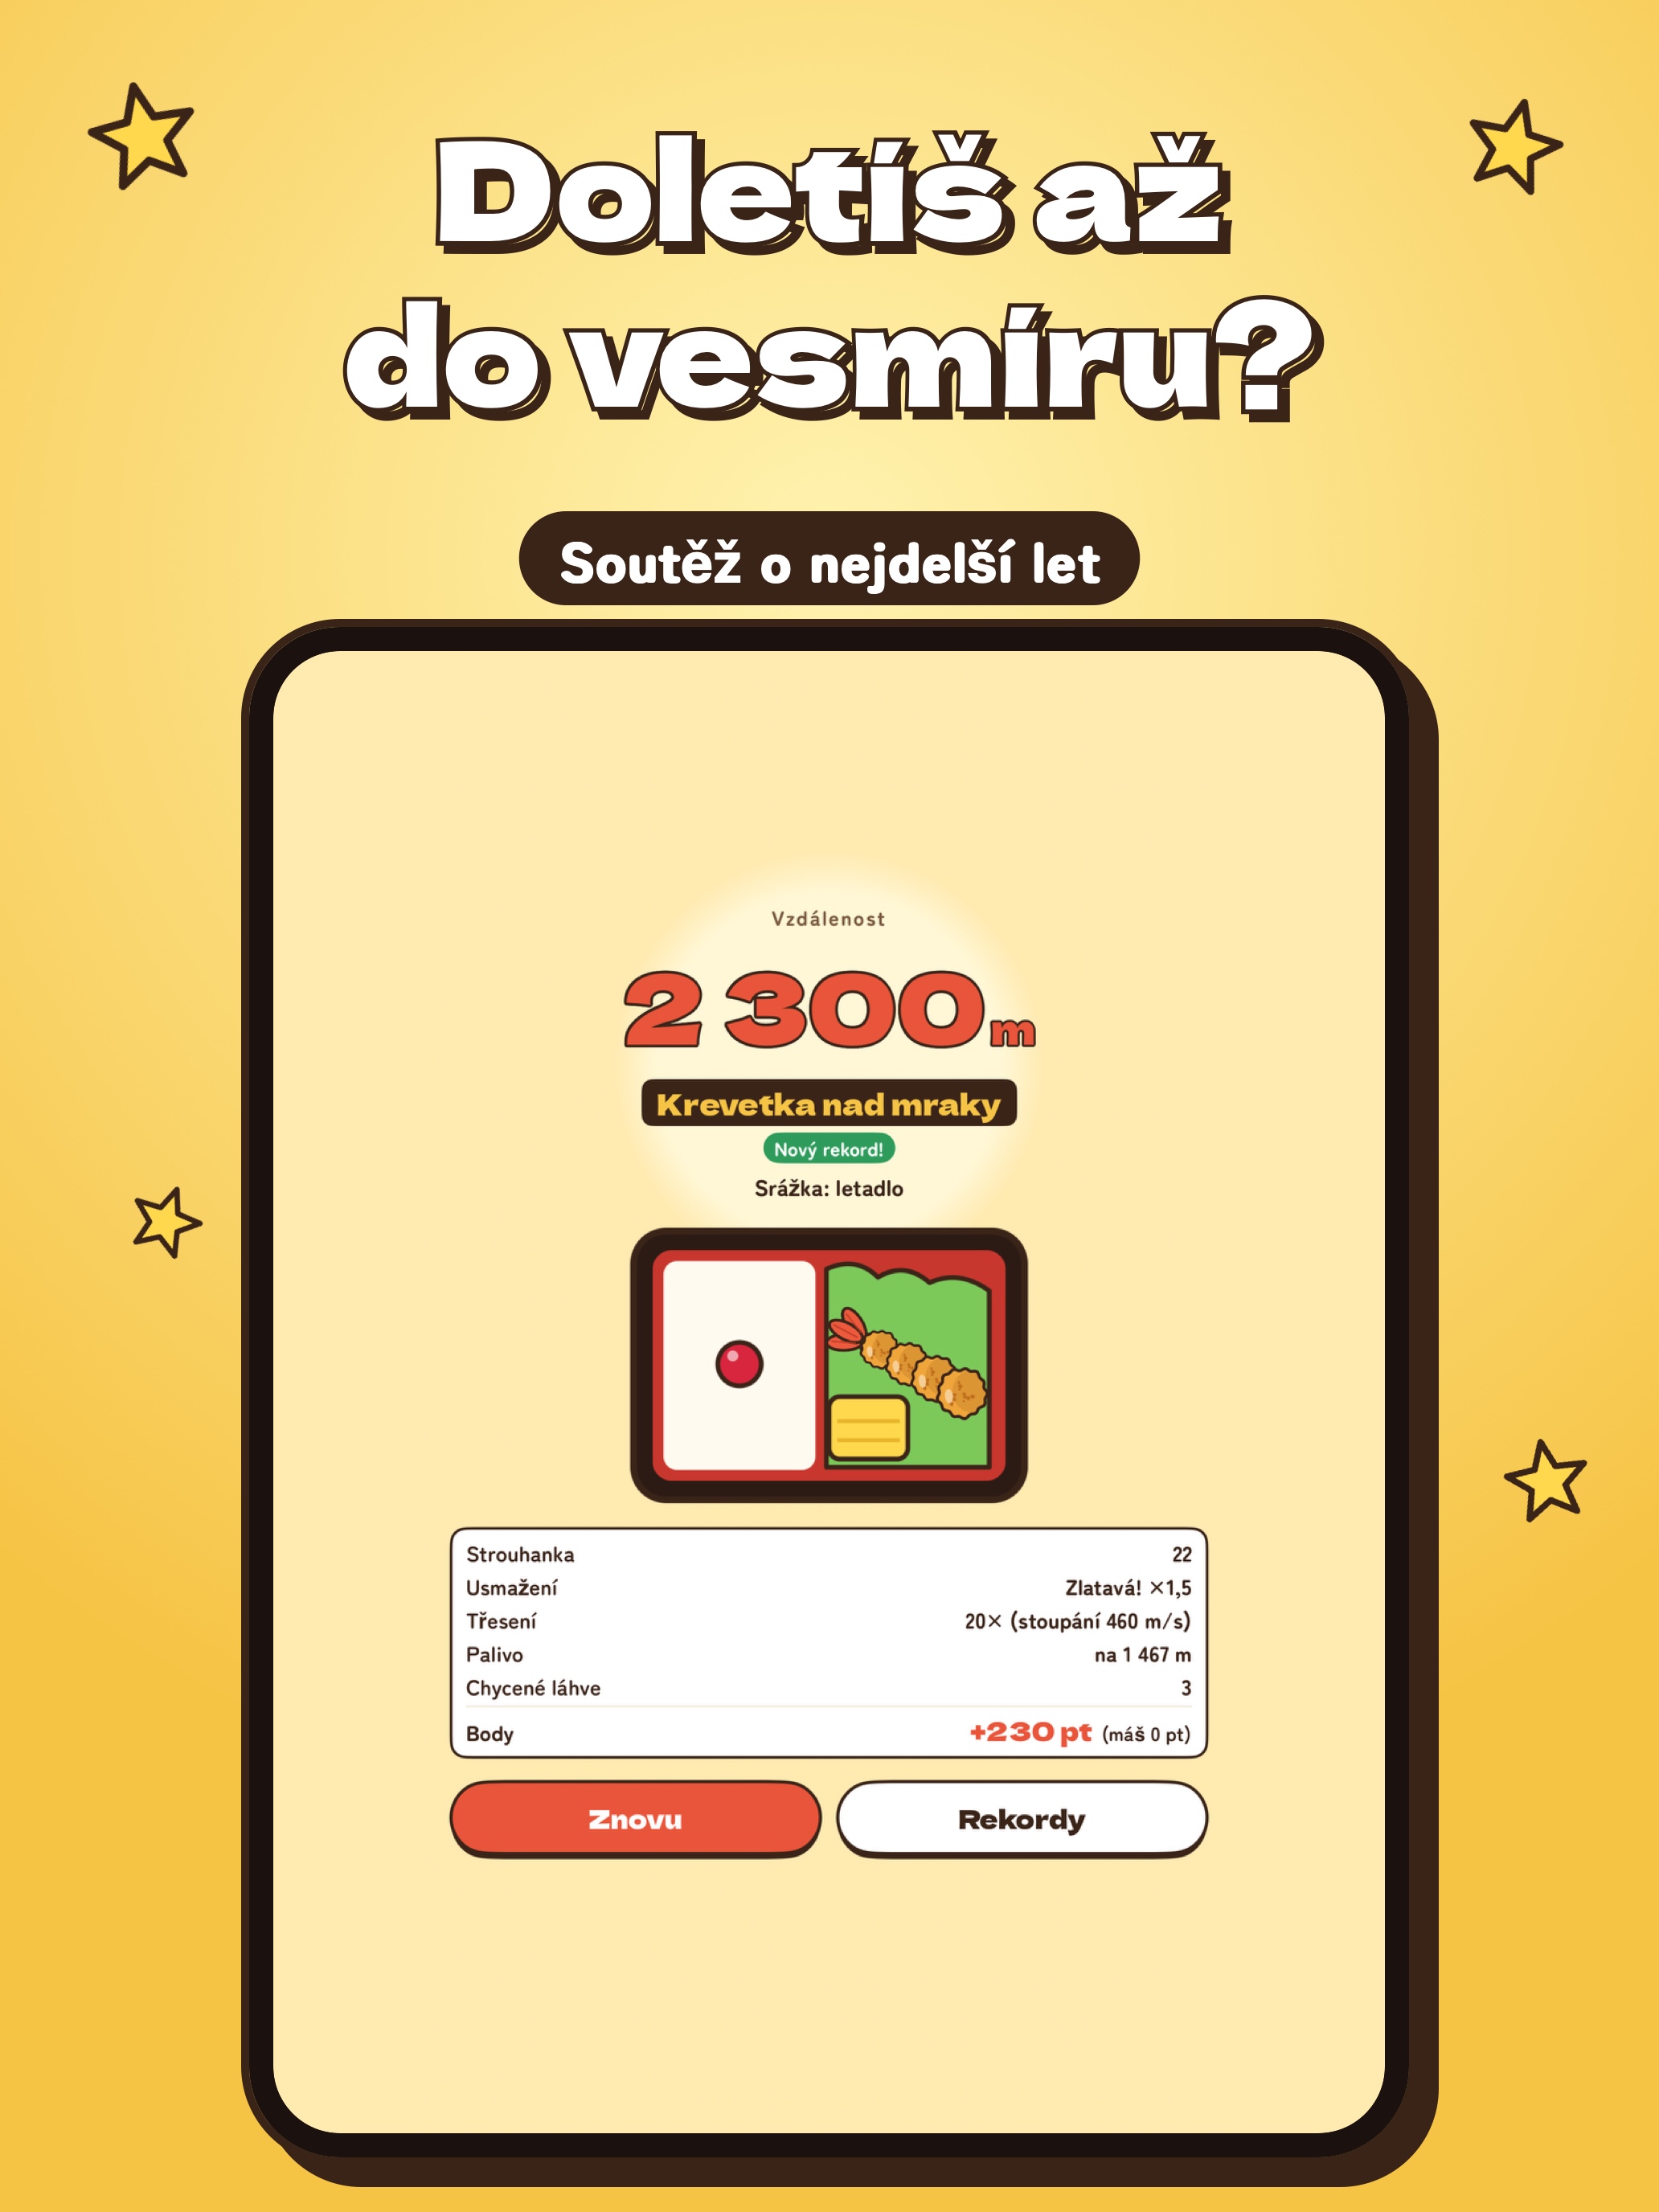 Doletíš až
do vesmíru?
Soutěž o nejdelší let
Vzdálenost
2 300 m
Krevetka nad mraky
Nový rekord!
Srážka: letadlo
Strouhanka 22
Usmažení Zlatavá! ×1,5
Třesení 20× (stoupání 460 m/s)
Palivo na 1 467 m
Chycené láhve 3
Body +230 pt (máš 0 pt)
Znovu Rekordy